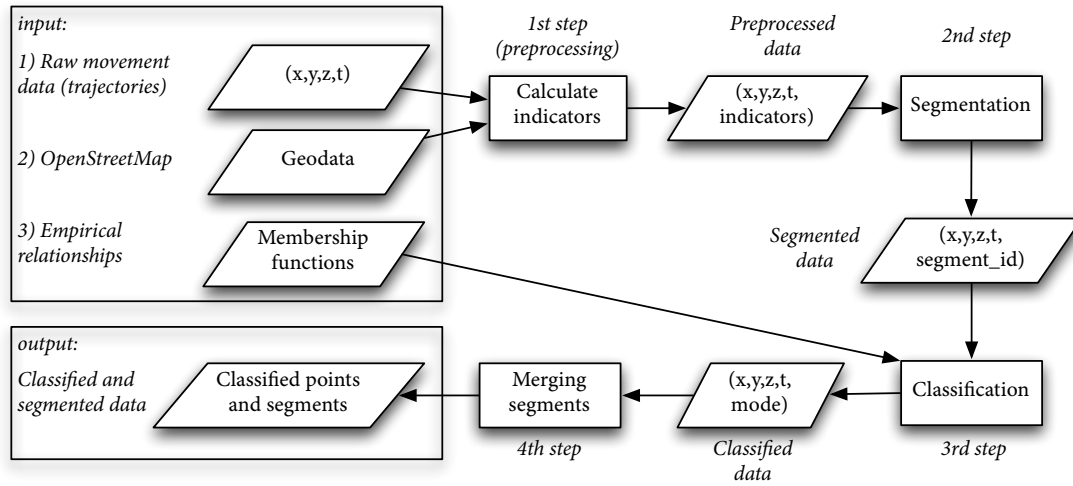 input:
1) Raw movement
data (trajectories)
(x,y,z,t)
2) OpenStreetMap
Geodata
3) Empirical
relationships
Membership
functions
1st step
(preprocessing)
Calculate
indicators
Preprocessed
data
(x,y,z,t,
indicators)
2nd step
Segmentation
Segmented
data
(x,y,z,t,
segment_id)
Classification
3rd step
(x,y,z,t,
mode)
Classified
data
Merging
segments
4th step
output:
Classified and
segmented data
Classified points
and segments